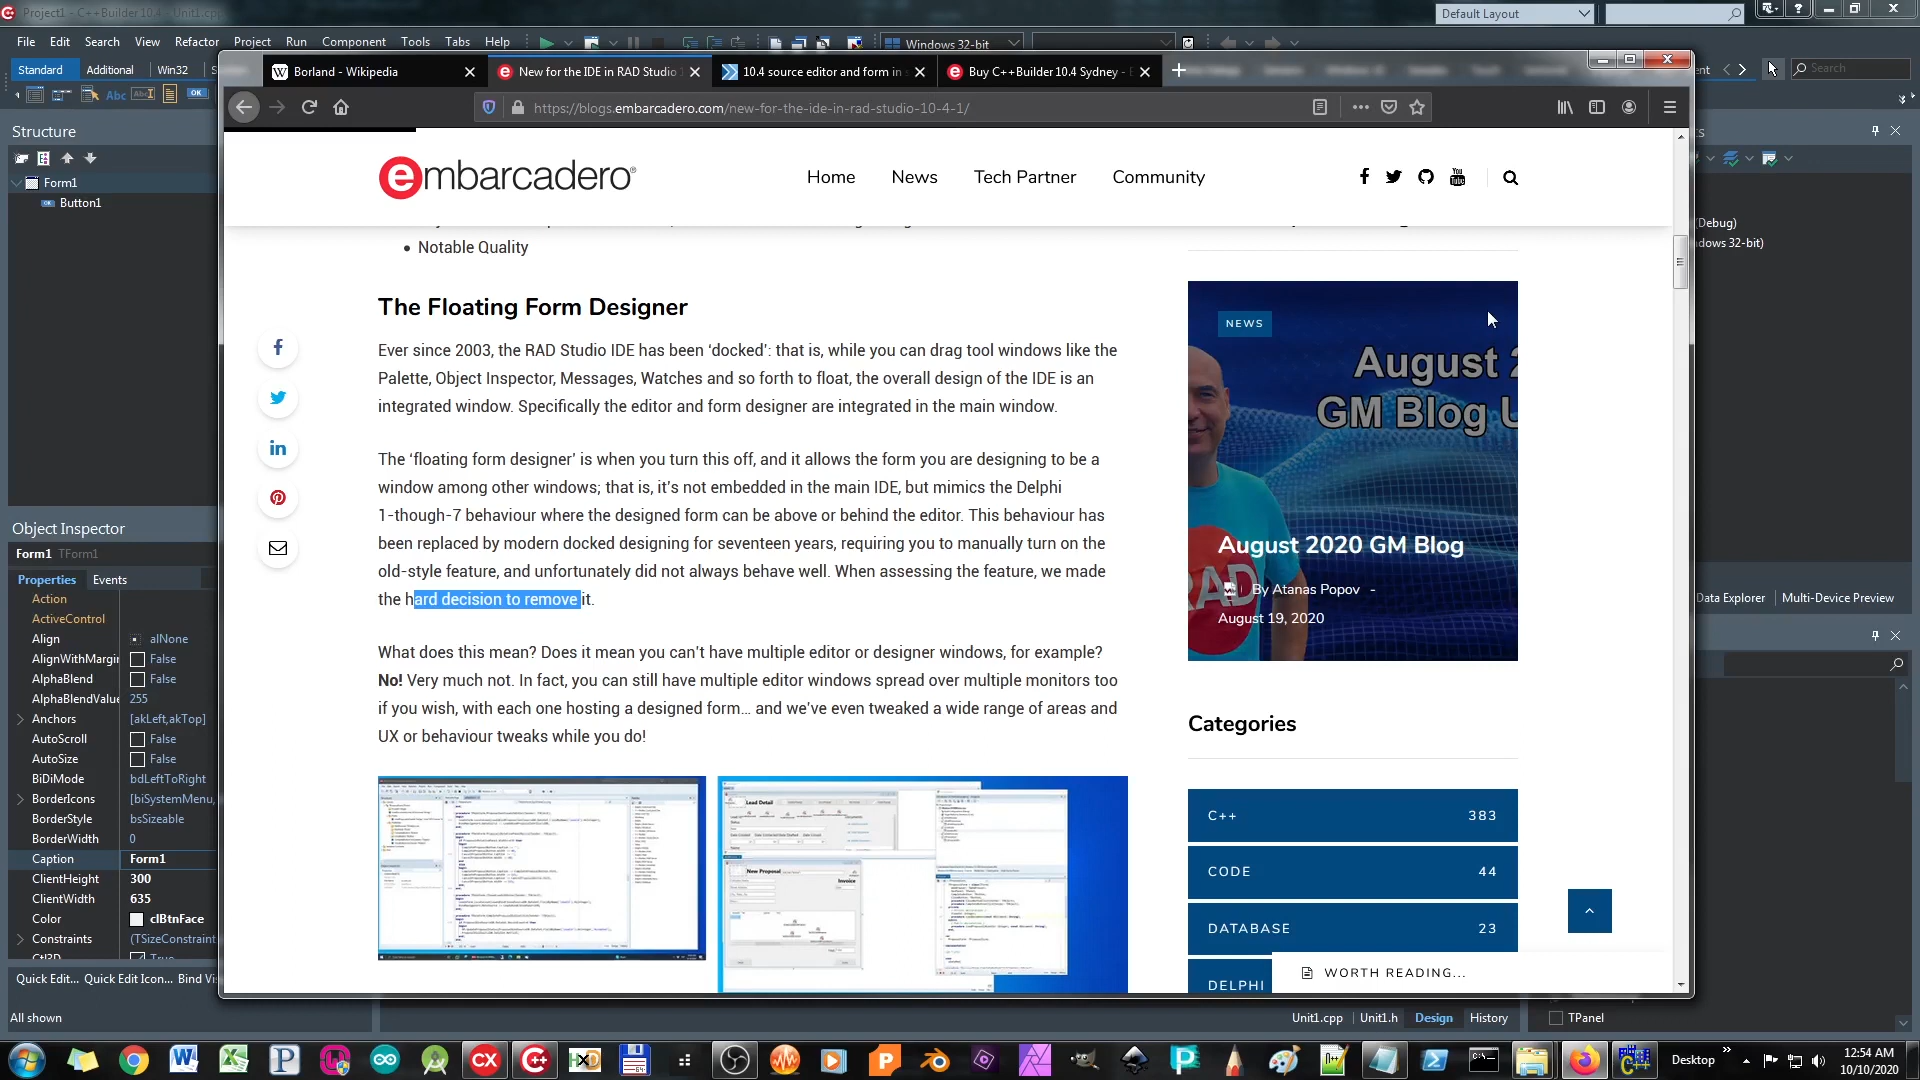 Project1 - C++Builder 10.4 - Unit1.cpp
Default Layout
File Edit Search View Refactor Project Run Component Tools Tabs Help
Windows 32-bit
Standard Additional Win32
Borland - Wikipedia
New for the IDE in RAD Studio
10.4 source editor and form in
Buy C++Builder 10.4 Sydney -
Search
https://blogs.embarcadero.com/new-for-the-ide-in-rad-studio-10-4-1/
Structure
Form1
Button1
embarcadero®
Home
News
Tech Partner
Community
Notable Quality
The Floating Form Designer
Ever since 2003, the RAD Studio IDE has been ‘docked’: that is, while you can drag tool windows like the
Palette, Object Inspector, Messages, Watches and so forth to float, the overall design of the IDE is an
integrated window. Specifically the editor and form designer are integrated in the main window.
The ‘floating form designer’ is when you turn this off, and it allows the form you are designing to be a
window among other windows; that is, it’s not embedded in the main IDE, but mimics the Delphi
1-though-7 behaviour where the designed form can be above or behind the editor. This behaviour has
been replaced by modern docked designing for seventeen years, requiring you to manually turn on the
old-style feature, and unfortunately did not always behave well. When assessing the feature, we made
the hard decision to remove it.
What does this mean? Does it mean you can’t have multiple editor or designer windows, for example?
No! Very much not. In fact, you can still have multiple editor windows spread over multiple monitors too
if you wish, with each one hosting a designed form… and we’ve even tweaked a wide range of areas and
UX or behaviour tweaks while you do!
Lead Detail
New Proposal
Invoice
NEWS
August 2
GM Blog U
RAD
August 2020 GM Blog
By Atanas Popov -
August 19, 2020
Categories
C++ 383
CODE 44
DATABASE 23
DELPHI
WORTH READING...
(Debug)
dows 32-bit)
Data Explorer
Multi-Device Preview
Object Inspector
Form1 TForm1
Properties Events
Action
ActiveControl
Align alNone
AlignWithMargin False
AlphaBlend False
AlphaBlendValue 255
Anchors [akLeft,akTop]
AutoScroll False
AutoSize False
BiDiMode bdLeftToRight
BorderIcons [biSystemMenu,
BorderStyle bsSizeable
BorderWidth 0
Caption Form1
ClientHeight 300
ClientWidth 635
Color clBtnFace
Constraints (TSizeConstraint
Ctl3D True
Quick Edit... Quick Edit Icon... Bind Vis
All shown
Unit1.cpp Unit1.h Design History
TPanel
Desktop
12:54 AM
10/10/2020